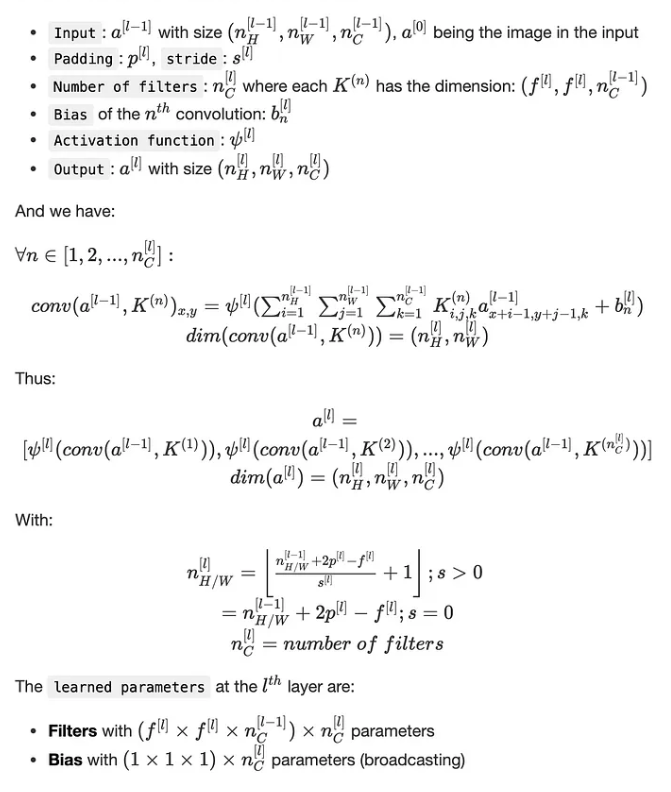 • Input : a^{[l-1]} with size (n_H^{[l-1]}, n_W^{[l-1]}, n_C^{[l-1]}), a^{[0]} being the image in the input
• Padding : p^{[l]}, stride : s^{[l]}
• Number of filters : n_C^{[l]} where each K^{(n)} has the dimension: (f^{[l]}, f^{[l]}, n_C^{[l-1]})
• Bias of the n^{th} convolution: b_n^{[l]}
• Activation function : ψ^{[l]}
• Output : a^{[l]} with size (n_H^{[l]}, n_W^{[l]}, n_C^{[l]})
And we have:
∀n ∈ [1, 2, ..., n_C^{[l]}] :
conv(a^{[l-1]}, K^{(n)})_{x,y} = ψ^{[l]}(∑_{i=1}^{n_H^{[l-1]}} ∑_{j=1}^{n_W^{[l-1]}} ∑_{k=1}^{n_C^{[l-1]}} K_{i,j,k}^{(n)} a_{x+i-1,y+j-1,k}^{[l-1]} + b_n^{[l]})
dim(conv(a^{[l-1]}, K^{(n)})) = (n_H^{[l]}, n_W^{[l]})
Thus:
a^{[l]} =
[ψ^{[l]}(conv(a^{[l-1]}, K^{(1)})), ψ^{[l]}(conv(a^{[l-1]}, K^{(2)})), ..., ψ^{[l]}(conv(a^{[l-1]}, K^{(n_C^{[l]})}))]
dim(a^{[l]}) = (n_H^{[l]}, n_W^{[l]}, n_C^{[l]})
With:
n_{H/W}^{[l]} = ⌊\frac{n_{H/W}^{[l-1]} + 2p^{[l]} - f^{[l]}}{s^{[l]}} + 1⌋ ; s > 0
= n_{H/W}^{[l-1]} + 2p^{[l]} - f^{[l]}; s = 0
n_C^{[l]} = number of filters
The learned parameters at the l^{th} layer are:
• Filters with (f^{[l]} × f^{[l]} × n_C^{[l-1]}) × n_C^{[l]} parameters
• Bias with (1 × 1 × 1) × n_C^{[l]} parameters (broadcasting)